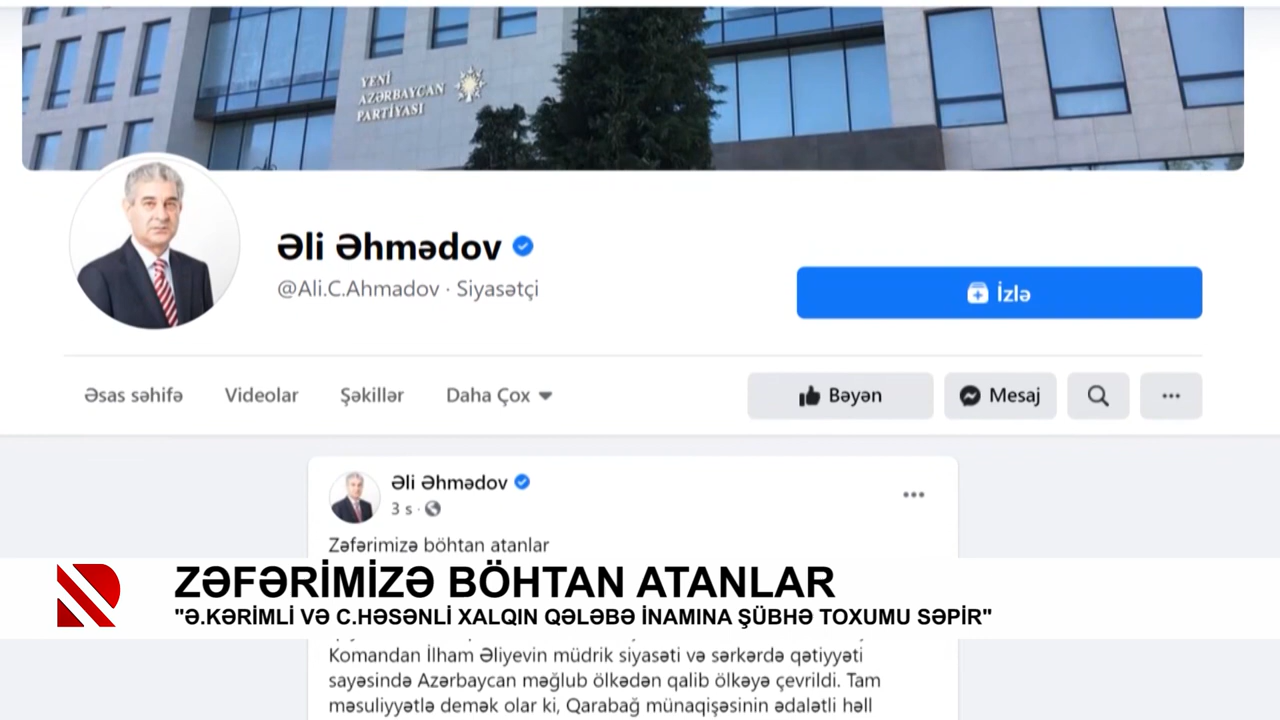 YENİ
AZƏRBAYCAN
PARTİYASI
Əli Əhmədov
@Ali.C.Ahmadov · Siyasətçi
İzlə
Əsas səhifə
Videolar
Şəkillər
Daha Çox
Bəyən
Mesaj
Əli Əhmədov
3 s ·
Zəfərimizə böhtan atanlar
ZƏFƏRİMİZƏ BÖHTAN ATANLAR
"Ə.KƏRİMLİ VƏ C.HƏSƏNLİ XALQIN QƏLƏBƏ İNAMINA ŞÜBHƏ TOXUMU SƏPİR"
Komandan İlham Əliyevin müdrik siyasəti və sərkərdə qətiyyəti
sayəsində Azərbaycan məğlub ölkədən qalib ölkəyə çevrildi. Tam
məsuliyyətlə demək olar ki, Qarabağ münaqişəsinin ədalətli həll